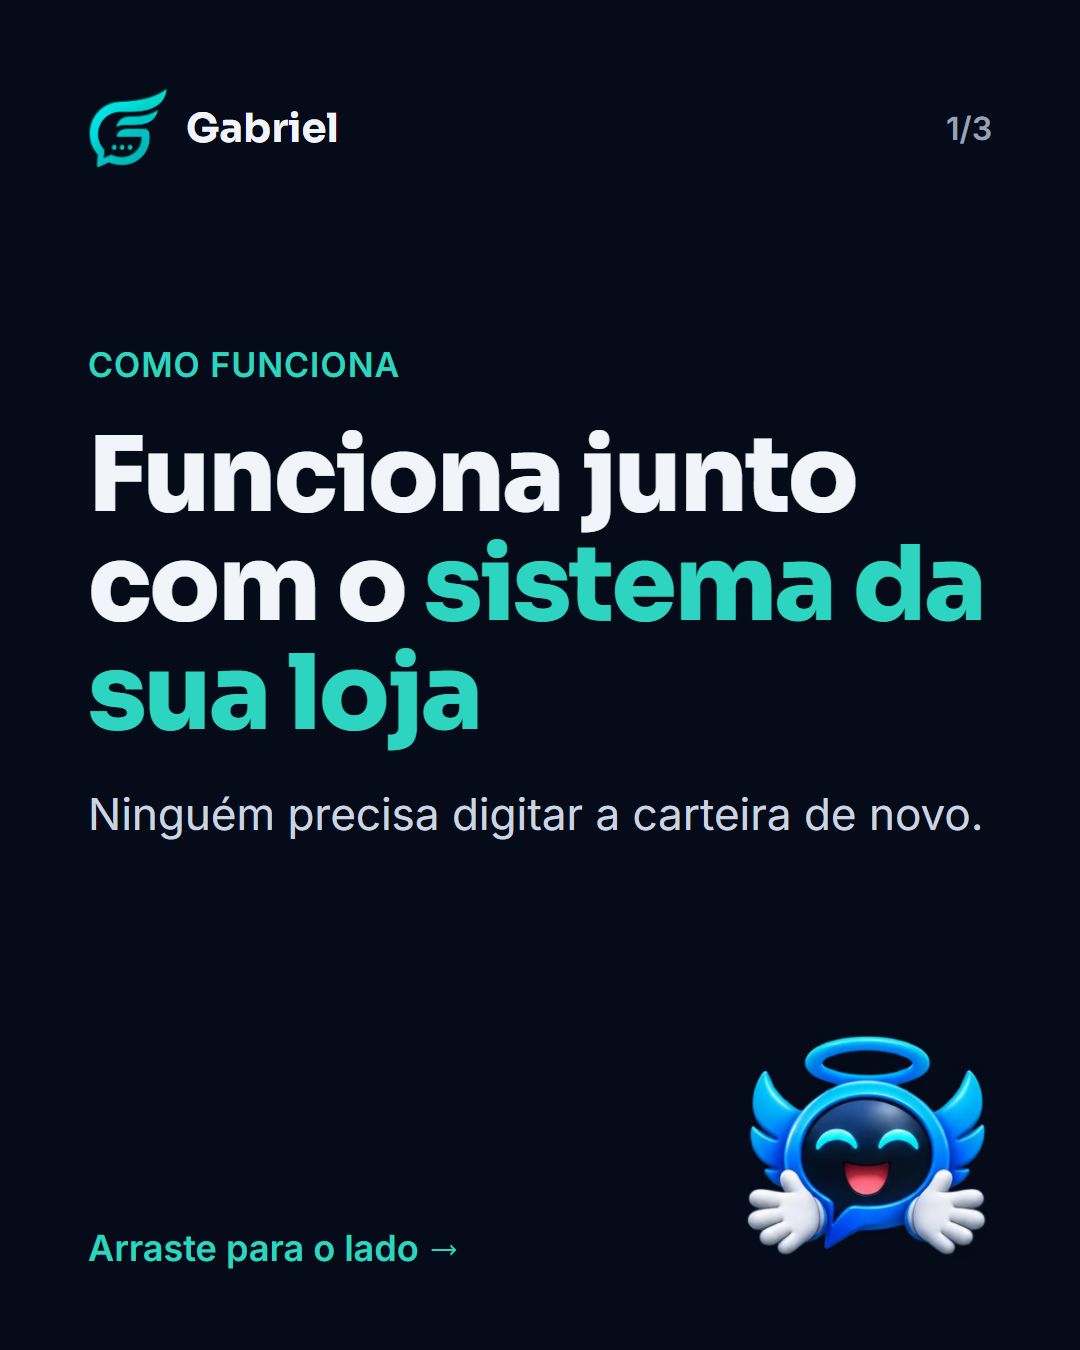 Gabriel
1/3
COMO FUNCIONA
Funciona junto
com o sistema da
sua loja
Ninguém precisa digitar a carteira de novo.
Arraste para o lado →